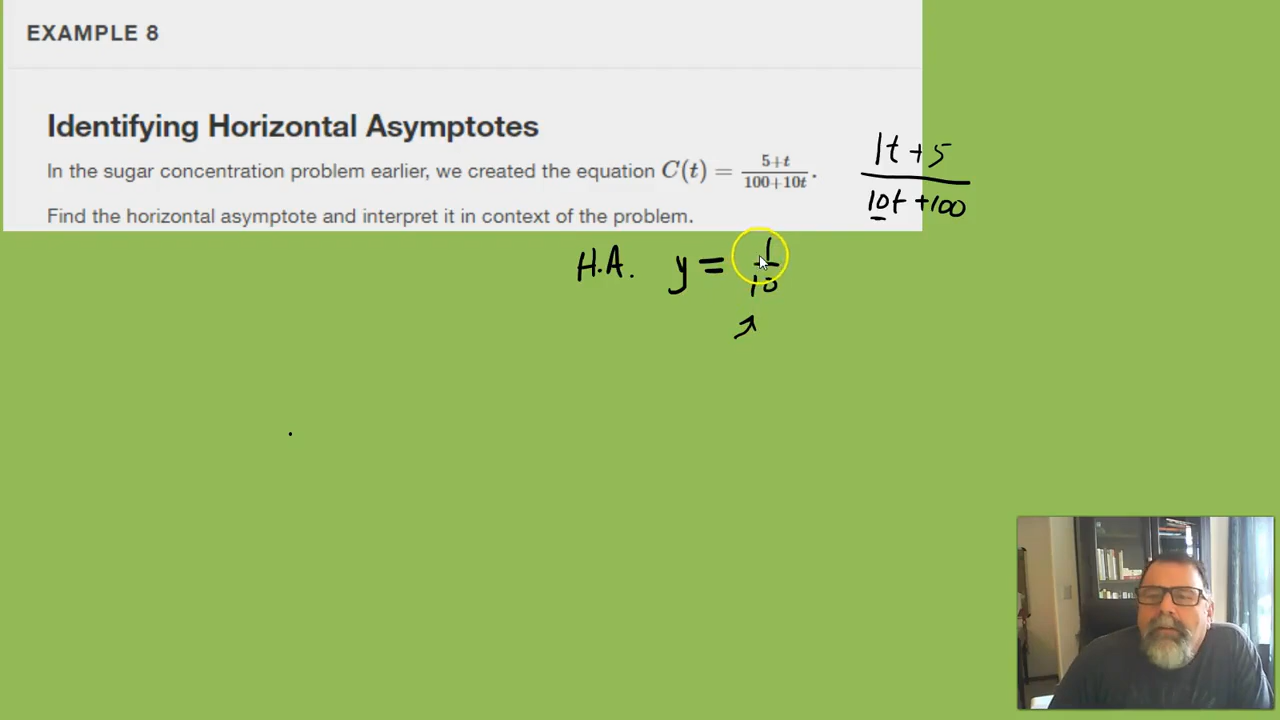 EXAMPLE 8
Identifying Horizontal Asymptotes
In the sugar concentration problem earlier, we created the equation C(t) = 5+t / 100+10t.
Find the horizontal asymptote and interpret it in context of the problem.
1t + 5
10t + 100
H.A. y = 1/10